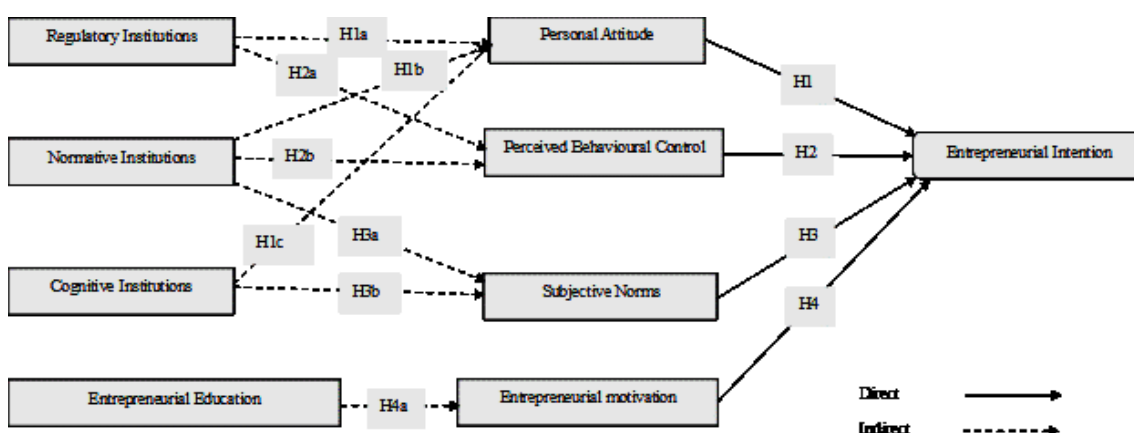 Regulatory Institutions
H1a
Personal Attitude
H2a
H1b
H1
Normative Institutions
H2b
Perceived Behavioural Control
H2
Entrepreneurial Intention
H1c
H3a
H3
Cognitive Institutions
H3b
Subjective Norms
H4
Entrepreneurial Education
H4a
Entrepreneurial motivation
Direct
Indirect